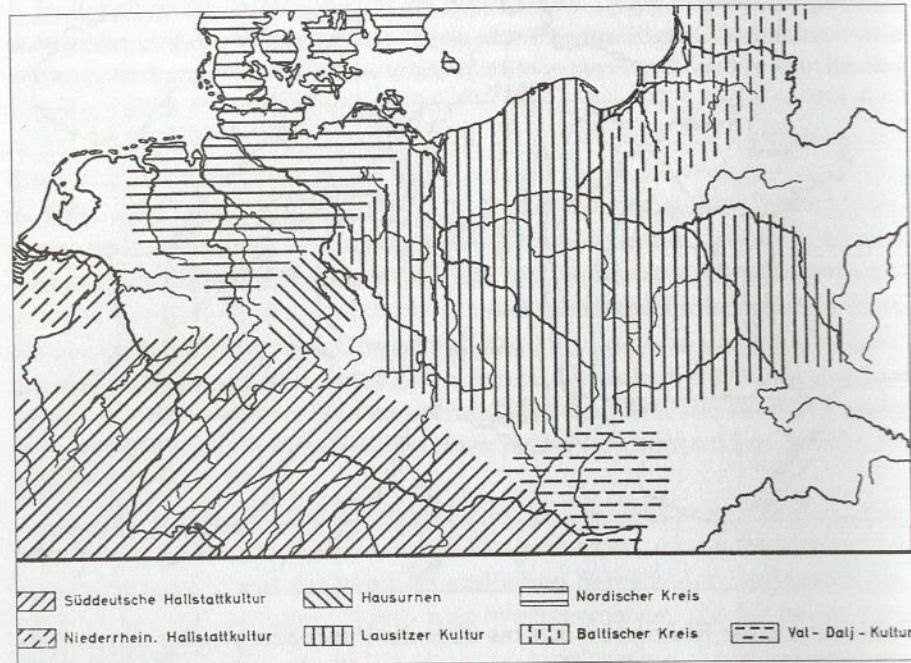 Süddeutsche Hallstattkultur Hausurnen Nordischer Kreis
Niederrhein. Hallstattkultur Lausitzer Kultur Baltischer Kreis Val-Dalj-Kultur